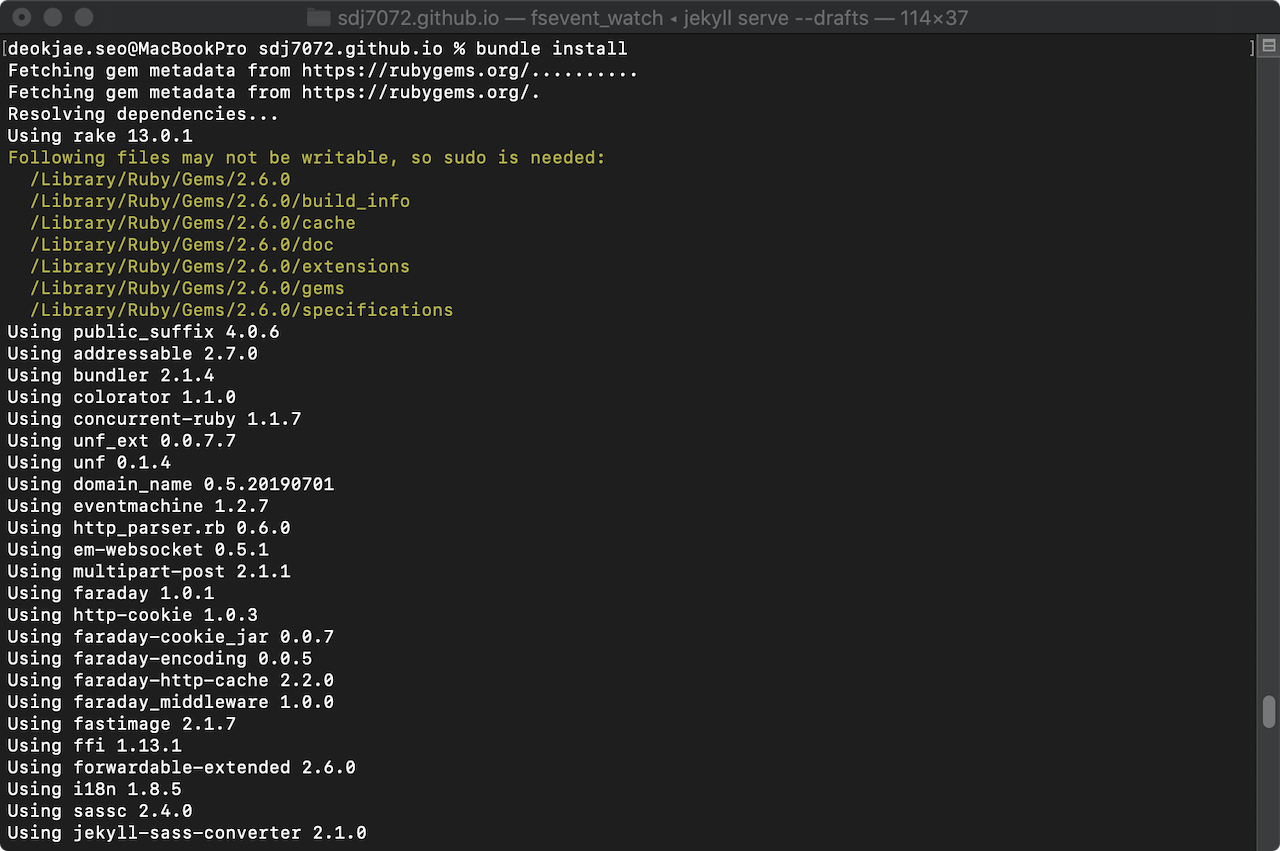 sdj7072.github.io — fsevent_watch ◂ jekyll serve --drafts — 114×37
[deokjae.seo@MacBookPro sdj7072.github.io % bundle install ]
Fetching gem metadata from https://rubygems.org/..........
Fetching gem metadata from https://rubygems.org/.
Resolving dependencies...
Using rake 13.0.1
Following files may not be writable, so sudo is needed:
  /Library/Ruby/Gems/2.6.0
  /Library/Ruby/Gems/2.6.0/build_info
  /Library/Ruby/Gems/2.6.0/cache
  /Library/Ruby/Gems/2.6.0/doc
  /Library/Ruby/Gems/2.6.0/extensions
  /Library/Ruby/Gems/2.6.0/gems
  /Library/Ruby/Gems/2.6.0/specifications
Using public_suffix 4.0.6
Using addressable 2.7.0
Using bundler 2.1.4
Using colorator 1.1.0
Using concurrent-ruby 1.1.7
Using unf_ext 0.0.7.7
Using unf 0.1.4
Using domain_name 0.5.20190701
Using eventmachine 1.2.7
Using http_parser.rb 0.6.0
Using em-websocket 0.5.1
Using multipart-post 2.1.1
Using faraday 1.0.1
Using http-cookie 1.0.3
Using faraday-cookie_jar 0.0.7
Using faraday-encoding 0.0.5
Using faraday-http-cache 2.2.0
Using faraday_middleware 1.0.0
Using fastimage 2.1.7
Using ffi 1.13.1
Using forwardable-extended 2.6.0
Using i18n 1.8.5
Using sassc 2.4.0
Using jekyll-sass-converter 2.1.0